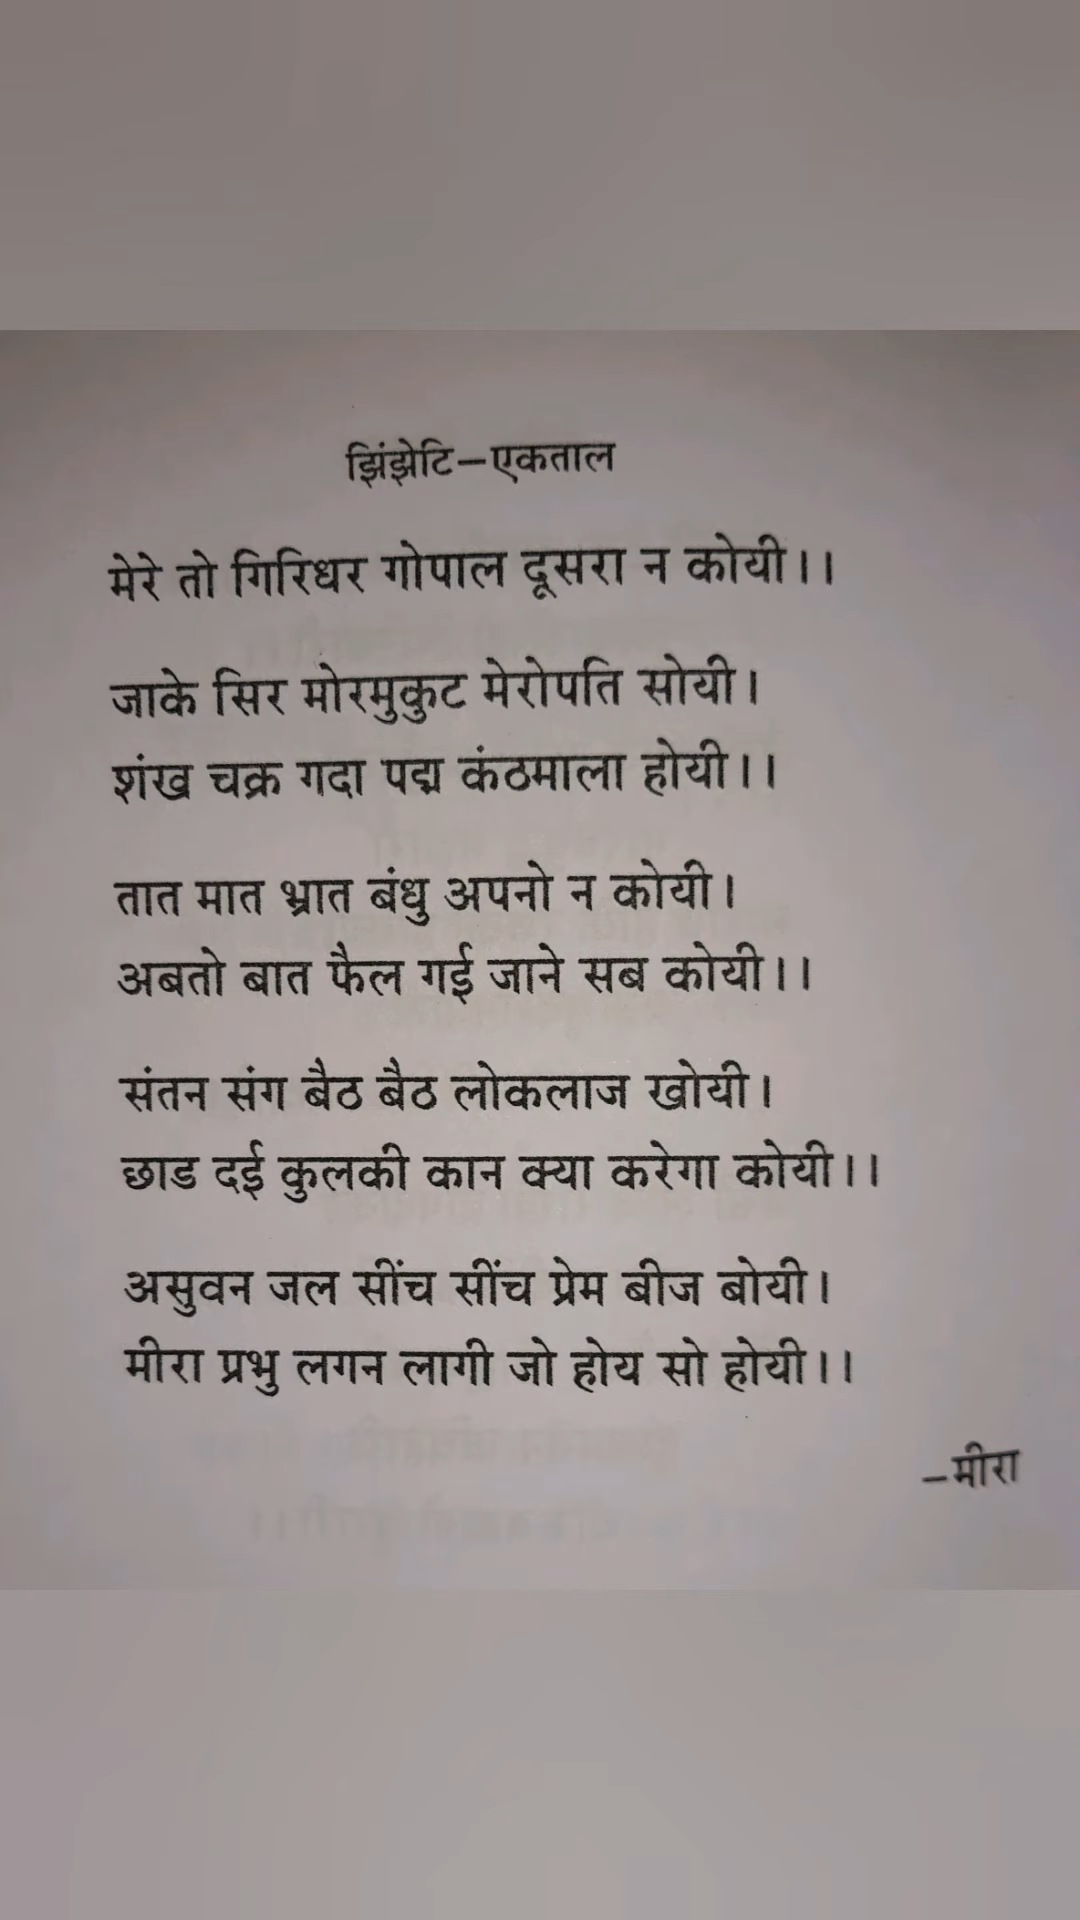 झिंझेटि–एकताल
मेरे तो गिरिधर गोपाल दूसरा न कोयी।।
जाके सिर मोरमुकुट मेरोपति सोयी।
शंख चक्र गदा पद्म कंठमाला होयी।।
तात मात भ्रात बंधु अपनो न कोयी।
अबतो बात फैल गई जाने सब कोयी।।
संतन संग बैठ बैठ लोकलाज खोयी।
छाड दई कुलकी कान क्या करेगा कोयी।।
असुवन जल सींच सींच प्रेम बीज बोयी।
मीरा प्रभु लगन लागी जो होय सो होयी।।
–मीरा